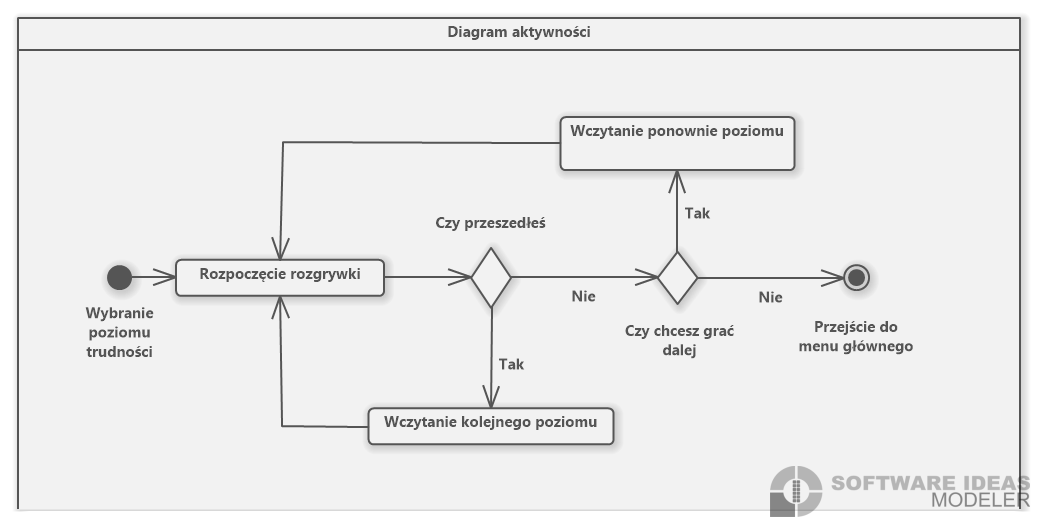 Diagram aktywności
Wczytanie ponownie poziomu
Tak
Czy przeszedłeś
Rozpoczęcie rozgrywki
Wybranie
poziomu
trudności
Nie
Czy chcesz grać
dalej
Nie
Przejście do
menu głównego
Tak
Wczytanie kolejnego poziomu
SOFTWARE IDEAS
MODELER